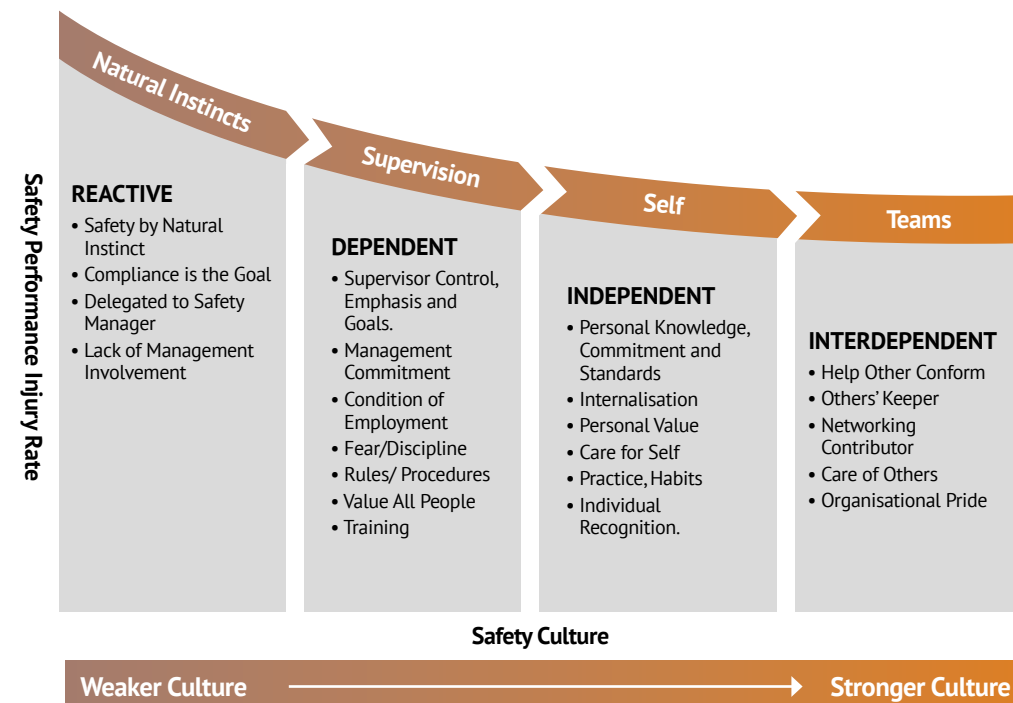 Natural Instincts
Supervision
Self
Teams
Safety Performance Injury Rate
REACTIVE
• Safety by Natural
Instinct
• Compliance is the Goal
• Delegated to Safety
Manager
• Lack of Management
Involvement
DEPENDENT
• Supervisor Control,
Emphasis and
Goals.
• Management
Commitment
• Condition of
Employment
• Fear/Discipline
• Rules/ Procedures
• Value All People
• Training
INDEPENDENT
• Personal Knowledge,
Commitment and
Standards
• Internalisation
• Personal Value
• Care for Self
• Practice, Habits
• Individual
Recognition.
INTERDEPENDENT
• Help Other Conform
• Others’ Keeper
• Networking
Contributor
• Care of Others
• Organisational Pride
Safety Culture
Weaker Culture
Stronger Culture